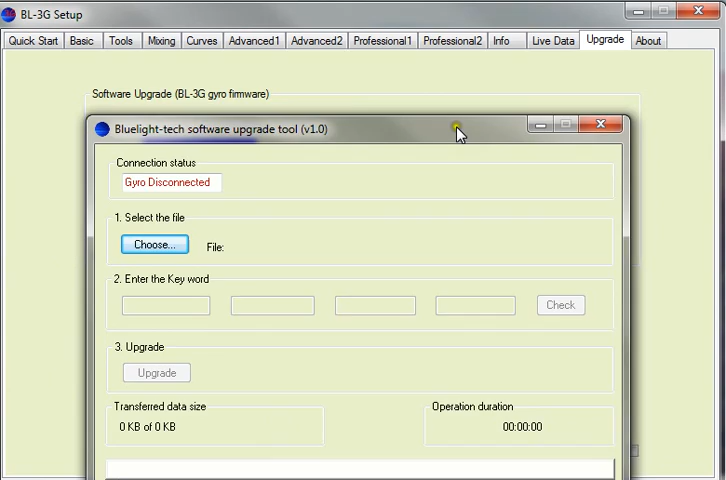 BL-3G Setup
Quick Start Basic Tools Mixing Curves Advanced1 Advanced2 Professional1 Professional2 Info Live Data Upgrade About
Software Upgrade (BL-3G gyro firmware)
Bluelight-tech software upgrade tool (v1.0)
Connection status
Gyro Disconnected
1. Select the file
Choose... File:
2. Enter the Key word
Check
3. Upgrade
Upgrade
Transferred data size Operation duration
0 KB of 0 KB 00:00:00